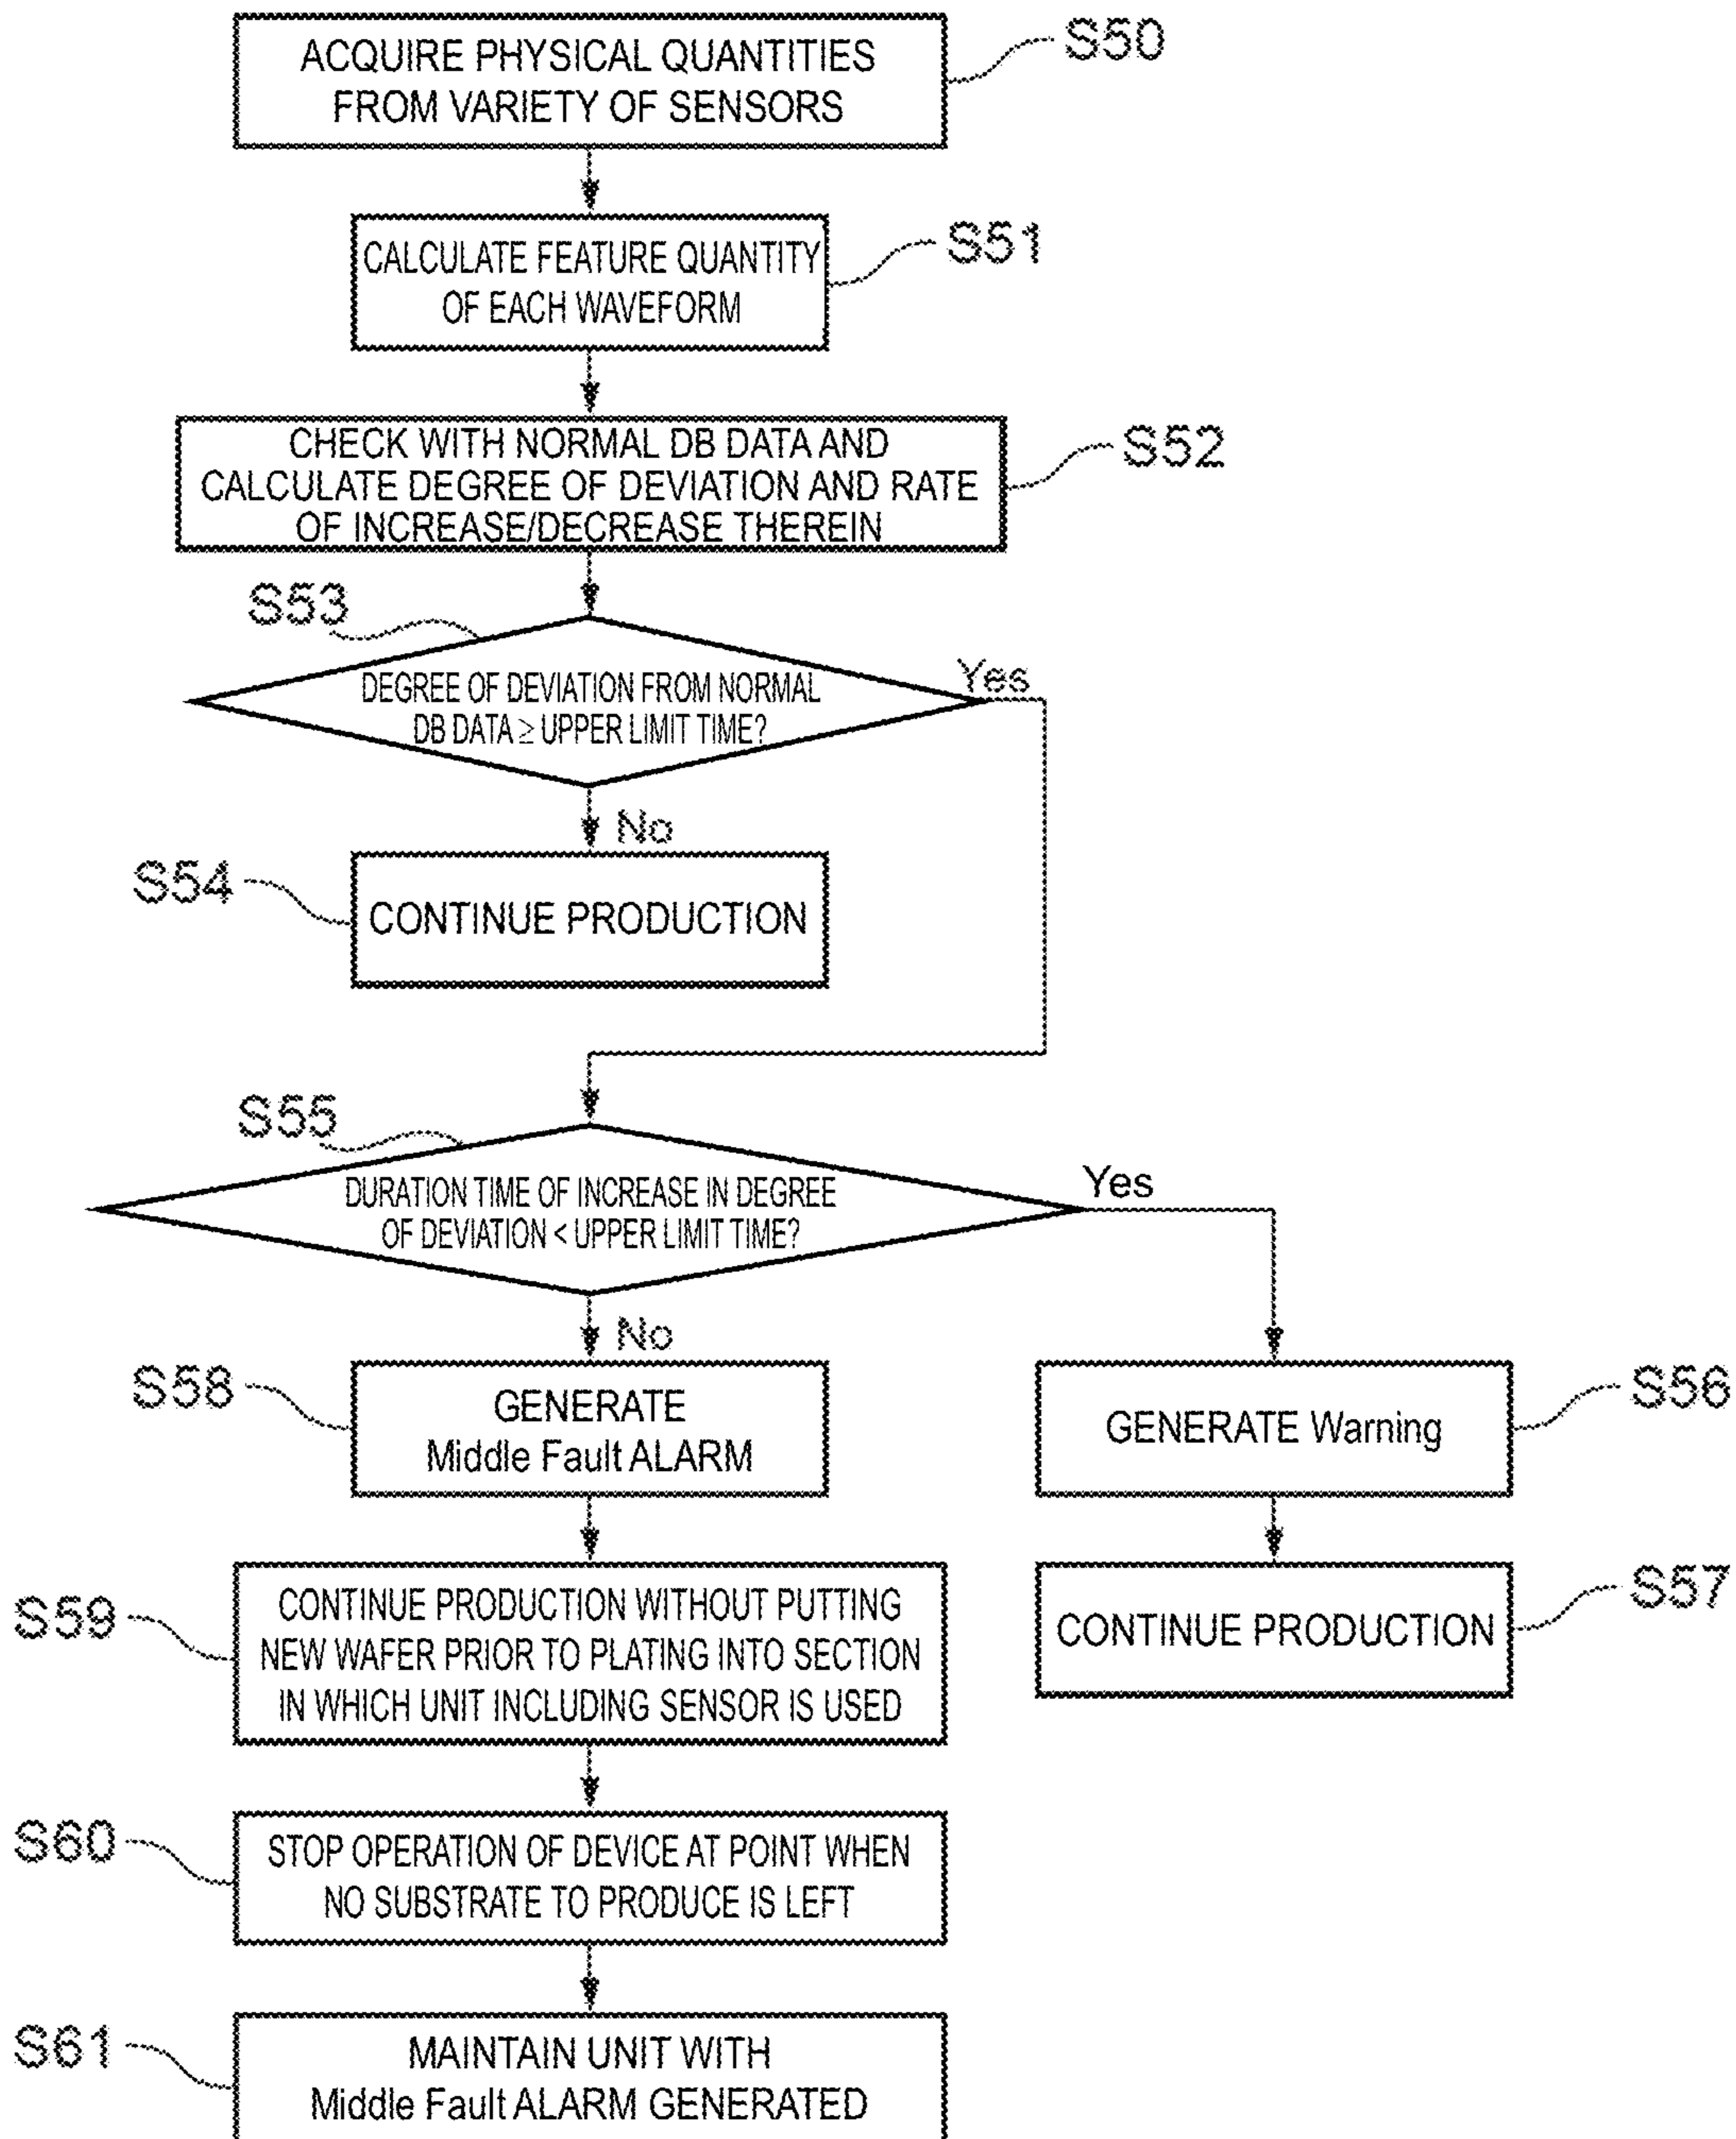 ACQUIRE PHYSICAL QUANTITIES
FROM VARIETY OF SENSORS
S50
CALCULATE FEATURE QUANTITY
OF EACH WAVEFORM
S51
CHECK WITH NORMAL DB DATA AND
CALCULATE DEGREE OF DEVIATION AND RATE
OF INCREASE/DECREASE THEREIN
S52
S53
DEGREE OF DEVIATION FROM NORMAL
DB DATA ≥ UPPER LIMIT TIME?
Yes
No
S54
CONTINUE PRODUCTION
S55
DURATION TIME OF INCREASE IN DEGREE
OF DEVIATION < UPPER LIMIT TIME?
Yes
No
S58
GENERATE
Middle Fault ALARM
GENERATE Warning
S56
S59
CONTINUE PRODUCTION WITHOUT PUTTING
NEW WAFER PRIOR TO PLATING INTO SECTION
IN WHICH UNIT INCLUDING SENSOR IS USED
CONTINUE PRODUCTION
S57
S60
STOP OPERATION OF DEVICE AT POINT WHEN
NO SUBSTRATE TO PRODUCE IS LEFT
S61
MAINTAIN UNIT WITH
Middle Fault ALARM GENERATED